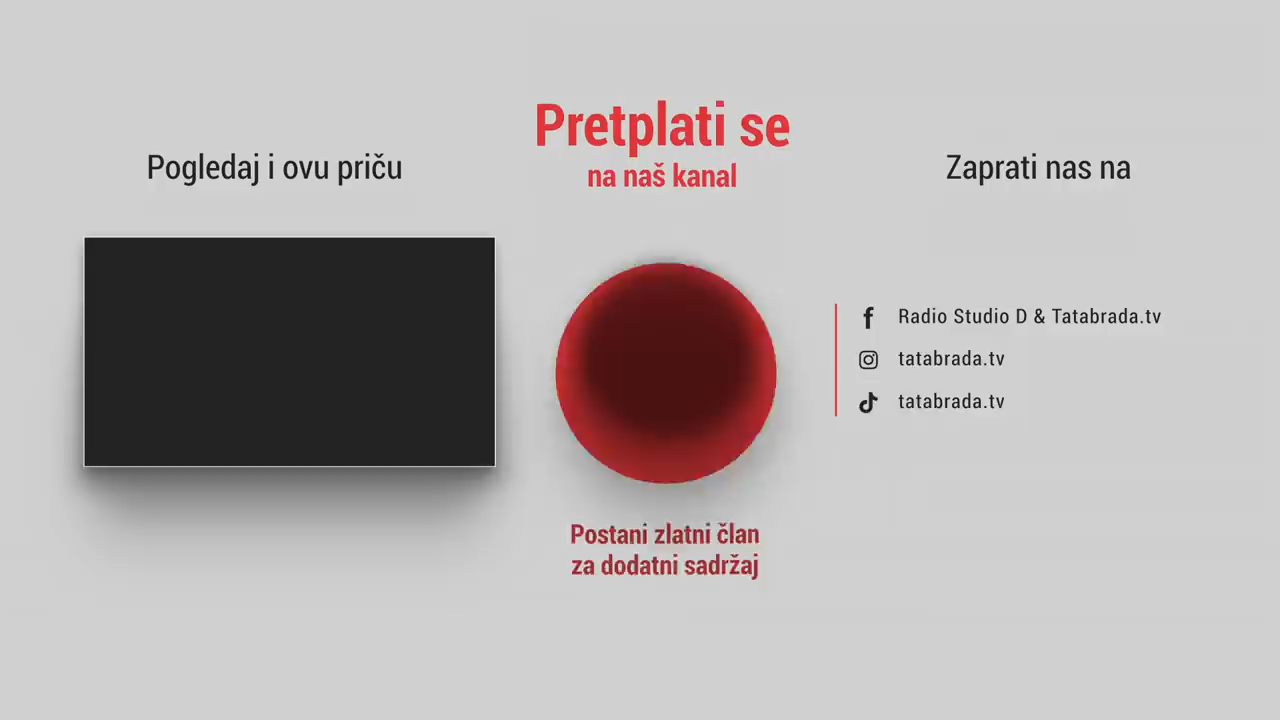 Pogledaj i ovu priču
Pretplati se
na naš kanal
Postani zlatni član
za dodatni sadržaj
Zaprati nas na
Radio Studio D & Tatabrada.tv
tatabrada.tv
tatabrada.tv